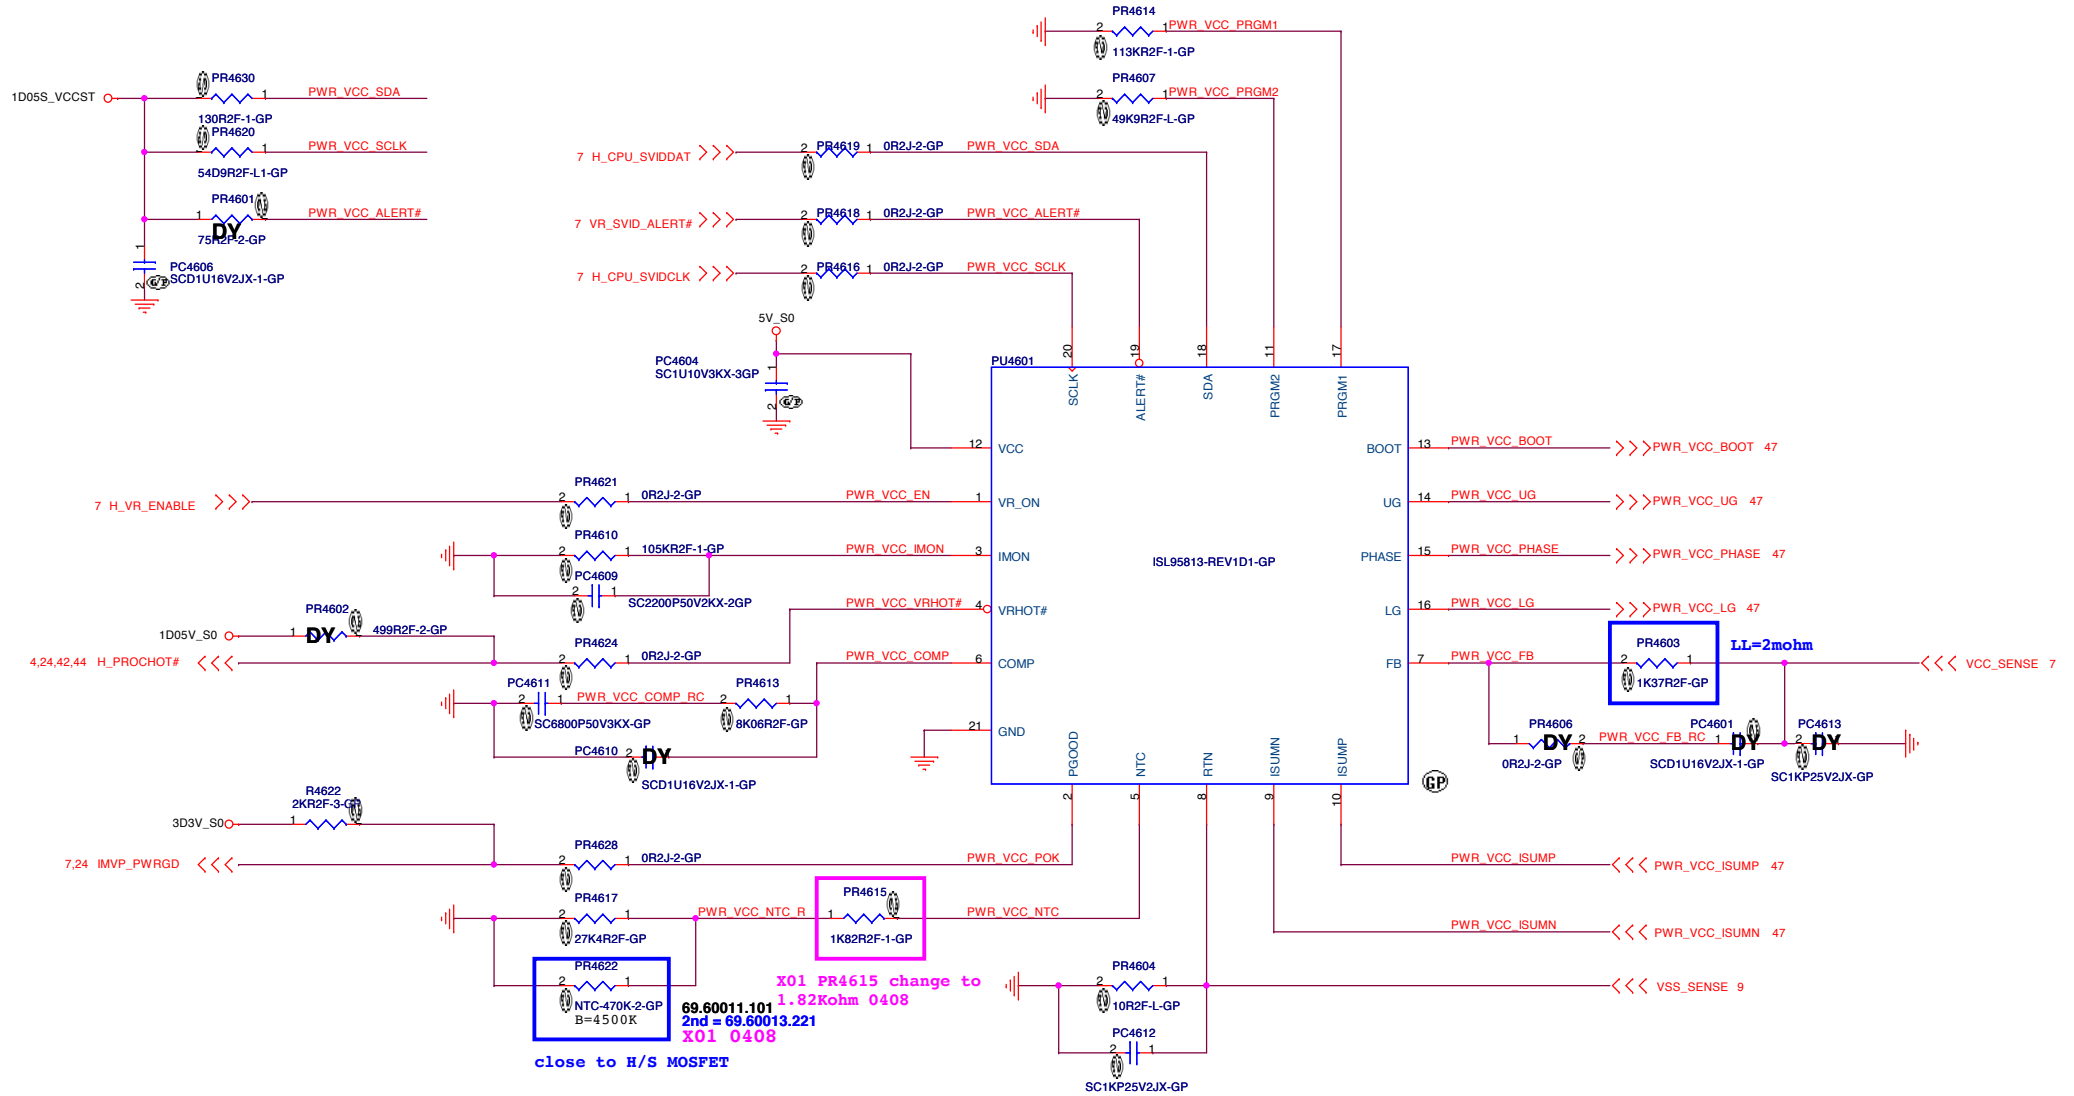 PR4614
2
1
PWR_VCC_PRGM1
113KR2F-1-GP
PR4607
2
1
PWR_VCC_PRGM2
49K9R2F-L-GP
1D05S_VCCST
PR4630
2
1
PWR_VCC_SDA
130R2F-1-GP
PR4620
2
1
PWR_VCC_SCLK
54D9R2F-L1-GP
PR4601
1
2
PWR_VCC_ALERT#
DY
75R2F-2-GP
1
PC4606
SCD1U16V2JX-1-GP
2
7 H_CPU_SVIDDAT
2
PR4619
1
0R2J-2-GP
PWR_VCC_SDA
7 VR_SVID_ALERT#
2
PR4618
1
0R2J-2-GP
PWR_VCC_ALERT#
7 H_CPU_SVIDCLK
2
PR4616
1
0R2J-2-GP
PWR_VCC_SCLK
5V_S0
PC4604
SC1U10V3KX-3GP
1
2
PU4601
20
19
18
11
17
SCLK
ALERT#
SDA
PRGM2
PRGM1
12
VCC
BOOT
13
PWR_VCC_BOOT
PWR_VCC_BOOT 47
7 H_VR_ENABLE
PR4621
2
1
0R2J-2-GP
PWR_VCC_EN
1
VR_ON
UG
14
PWR_VCC_UG
PWR_VCC_UG 47
PR4610
2
1
105KR2F-1-GP
PWR_VCC_IMON
3
IMON
ISL95813-REV1D1-GP
PHASE
15
PWR_VCC_PHASE
PWR_VCC_PHASE 47
PC4609
2
1
SC2200P50V2KX-2GP
PWR_VCC_VRHOT#
4
VRHOT#
LG
16
PWR_VCC_LG
PWR_VCC_LG 47
PR4602
1D05V_S0
1
DY
2
499R2F-2-GP
4,24,42,44 H_PROCHOT#
PR4624
2
1
0R2J-2-GP
PWR_VCC_COMP
6
COMP
FB
7
PWR_VCC_FB
PR4603
2
1
1K37R2F-GP
LL=2mohm
VCC_SENSE 7
PC4611
2
1
PWR_VCC_COMP_RC
SC6800P50V3KX-GP
PR4613
2
1
8K06R2F-GP
PC4610
2
DY
SCD1U16V2JX-1-GP
21
GND
PR4606
1
DY
2
0R2J-2-GP
PWR_VCC_FB_RC
PC4601
1
DY
2
SCD1U16V2JX-1-GP
PC4613
2
DY
SC1KP25V2JX-GP
PGOOD
NTC
RTN
ISUMN
ISUMP
2
5
8
9
10
GP
R4622
2KR2F-3-GP
3D3V_S0
1
2
7,24 IMVP_PWRGD
PR4628
2
1
0R2J-2-GP
PWR_VCC_POK
PWR_VCC_ISUMP
PWR_VCC_ISUMP 47
PR4617
2
1
27K4R2F-GP
PWR_VCC_NTC_R
PR4615
1
2
1K82R2F-1-GP
PWR_VCC_NTC
PWR_VCC_ISUMN
PWR_VCC_ISUMN 47
PR4622
2
1
NTC-470K-2-GP
B=4500K
X01 PR4615 change to
1.82Kohm 0408
69.60011.101
2nd = 69.60013.221
X01 0408
close to H/S MOSFET
PR4604
2
1
10R2F-L-GP
VSS_SENSE 9
PC4612
2
1
SC1KP25V2JX-GP